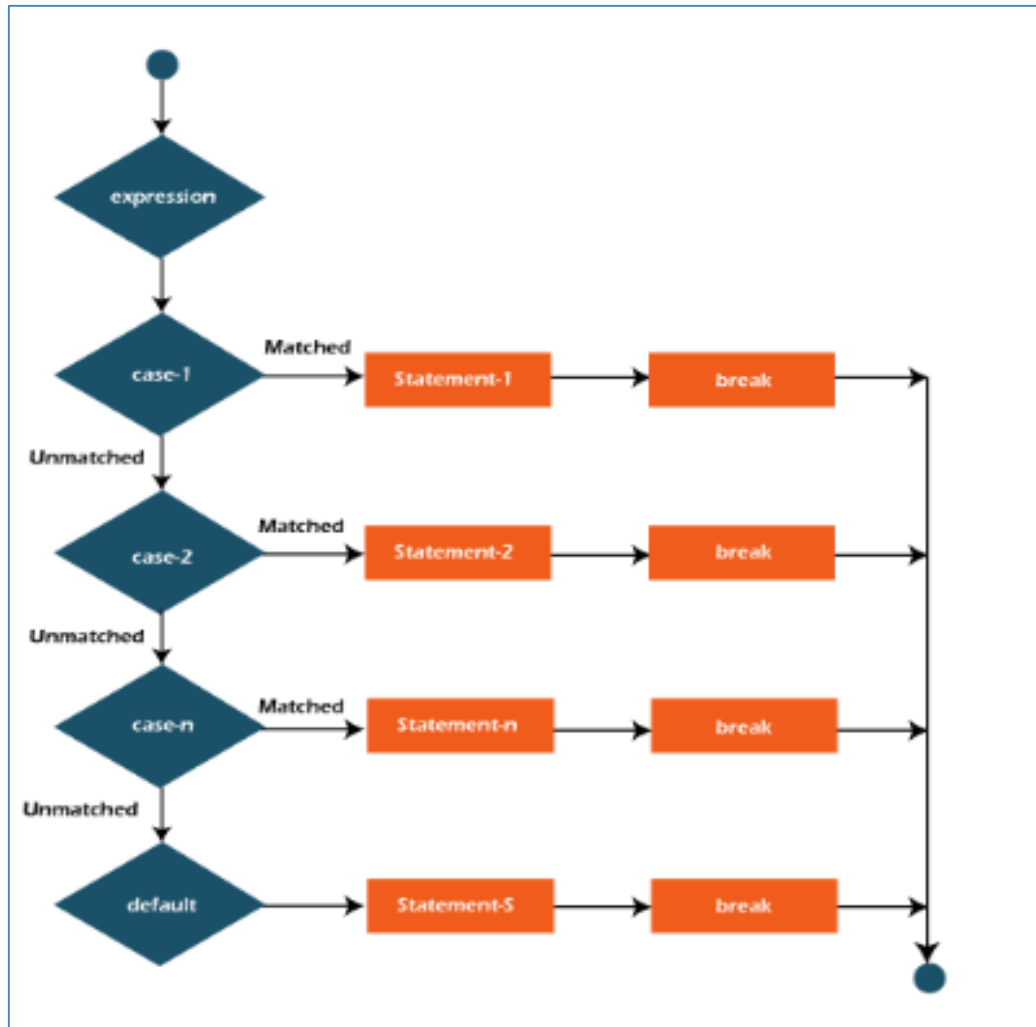 expression
Matched
case-1
Statement-1
break
Unmatched
Matched
case-2
Statement-2
break
Unmatched
Matched
case-n
Statement-n
break
Unmatched
default
Statement-S
break